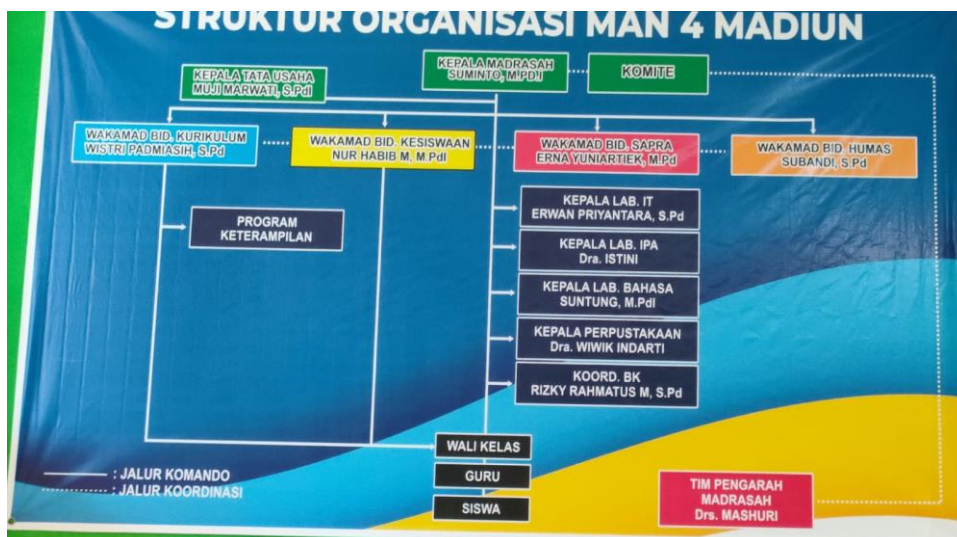 STRUKTUR ORGANISASI MAN 4 MADIUN
KEPALA MADRASAH
SUMINTO, M.PD.I
KOMITE
KEPALA TATA USAHA
MUJI MARWATI, S.PdI
WAKAMAD BID. KURIKULUM
WISTRI PADMIASIH, S.Pd
WAKAMAD BID. KESISWAAN
NUR HABIB M, M.PdI
WAKAMAD BID. SAPRA
ERNA YUNIARTIEK, M.Pd
WAKAMAD BID. HUMAS
SUBANDI, S.Pd
PROGRAM
KETERAMPILAN
KEPALA LAB. IT
ERWAN PRIYANTARA, S.Pd
KEPALA LAB. IPA
Dra. ISTINI
KEPALA LAB. BAHASA
SUNTUNG, M.PdI
KEPALA PERPUSTAKAAN
Dra. WIWIK INDARTI
KOORD. BK
RIZKY RAHMATUS M, S.Pd
WALI KELAS
GURU
SISWA
: JALUR KOMANDO
: JALUR KOORDINASI
TIM PENGARAH
MADRASAH
Drs. MASHURI